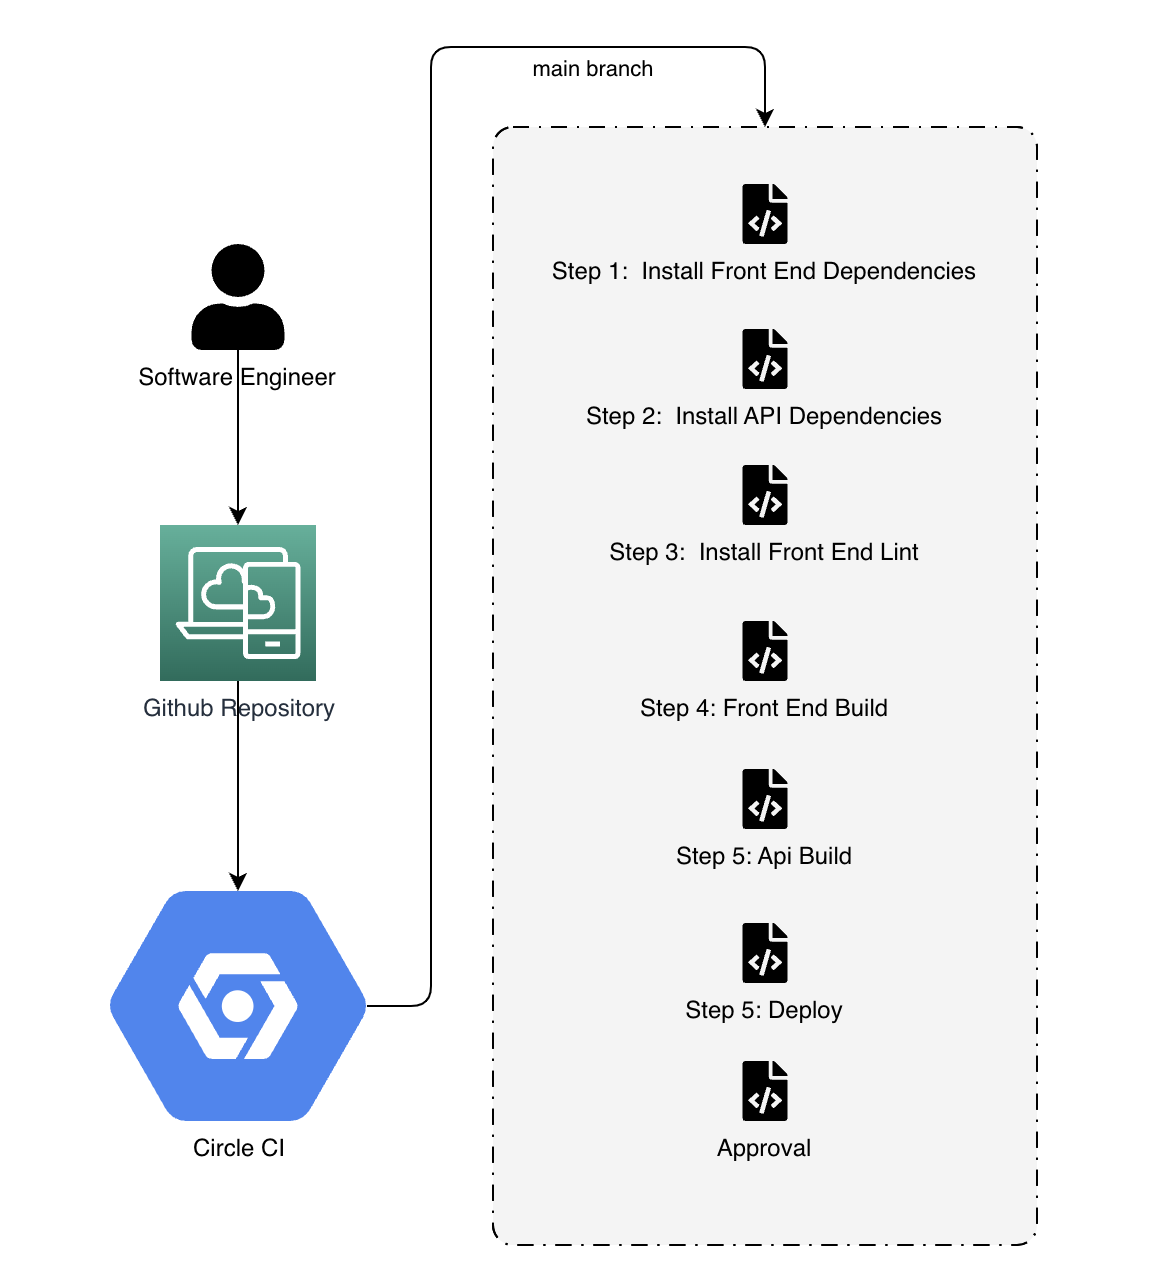 main branch
Software Engineer
Github Repository
Circle CI
Step 1:  Install Front End Dependencies
Step 2:  Install API Dependencies
Step 3:  Install Front End Lint
Step 4: Front End Build
Step 5: Api Build
Step 5: Deploy
Approval